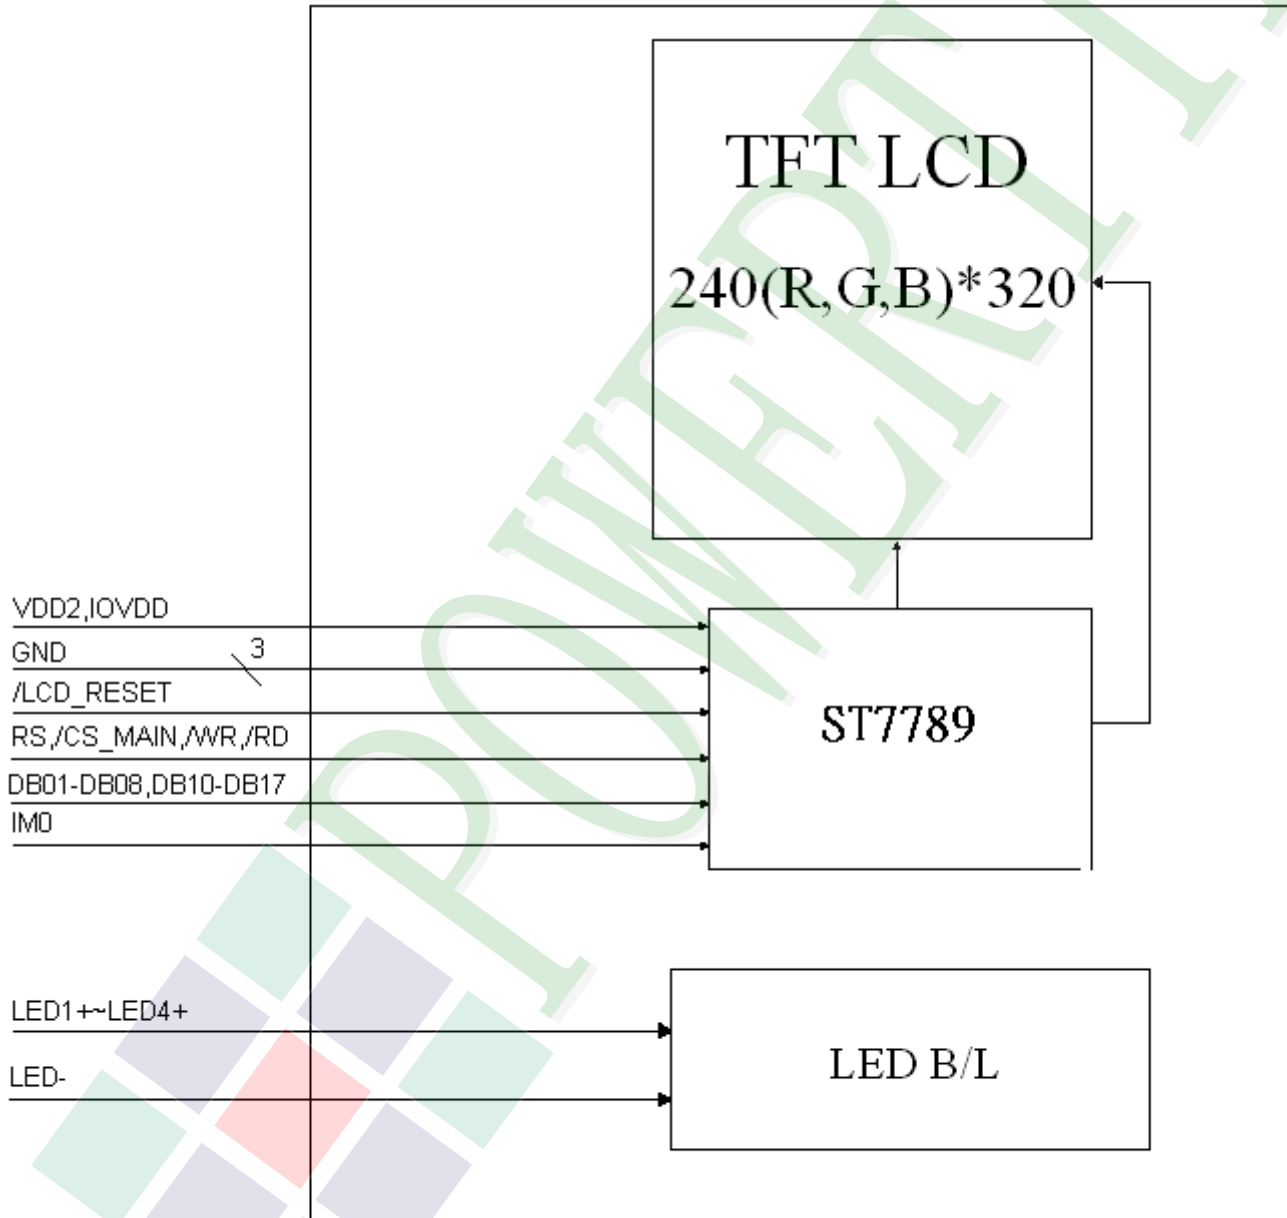 TFT LCD
240(R,G,B)*320
VDD2,IOVDD
GND
3
/LCD_RESET
RS,/CS_MAIN,/WR,/RD
ST7789
DB01-DB08,DB10-DB17
IM0
LED1+~LED4+
LED B/L
LED-
POWERT